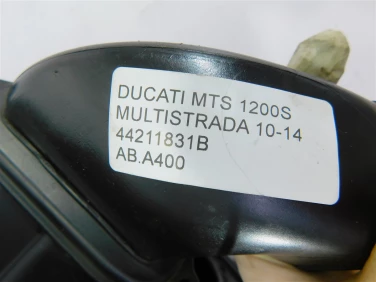 DUCATI MTS 1200S
MULTISTRADA 10-14
44211831B
AB.A400